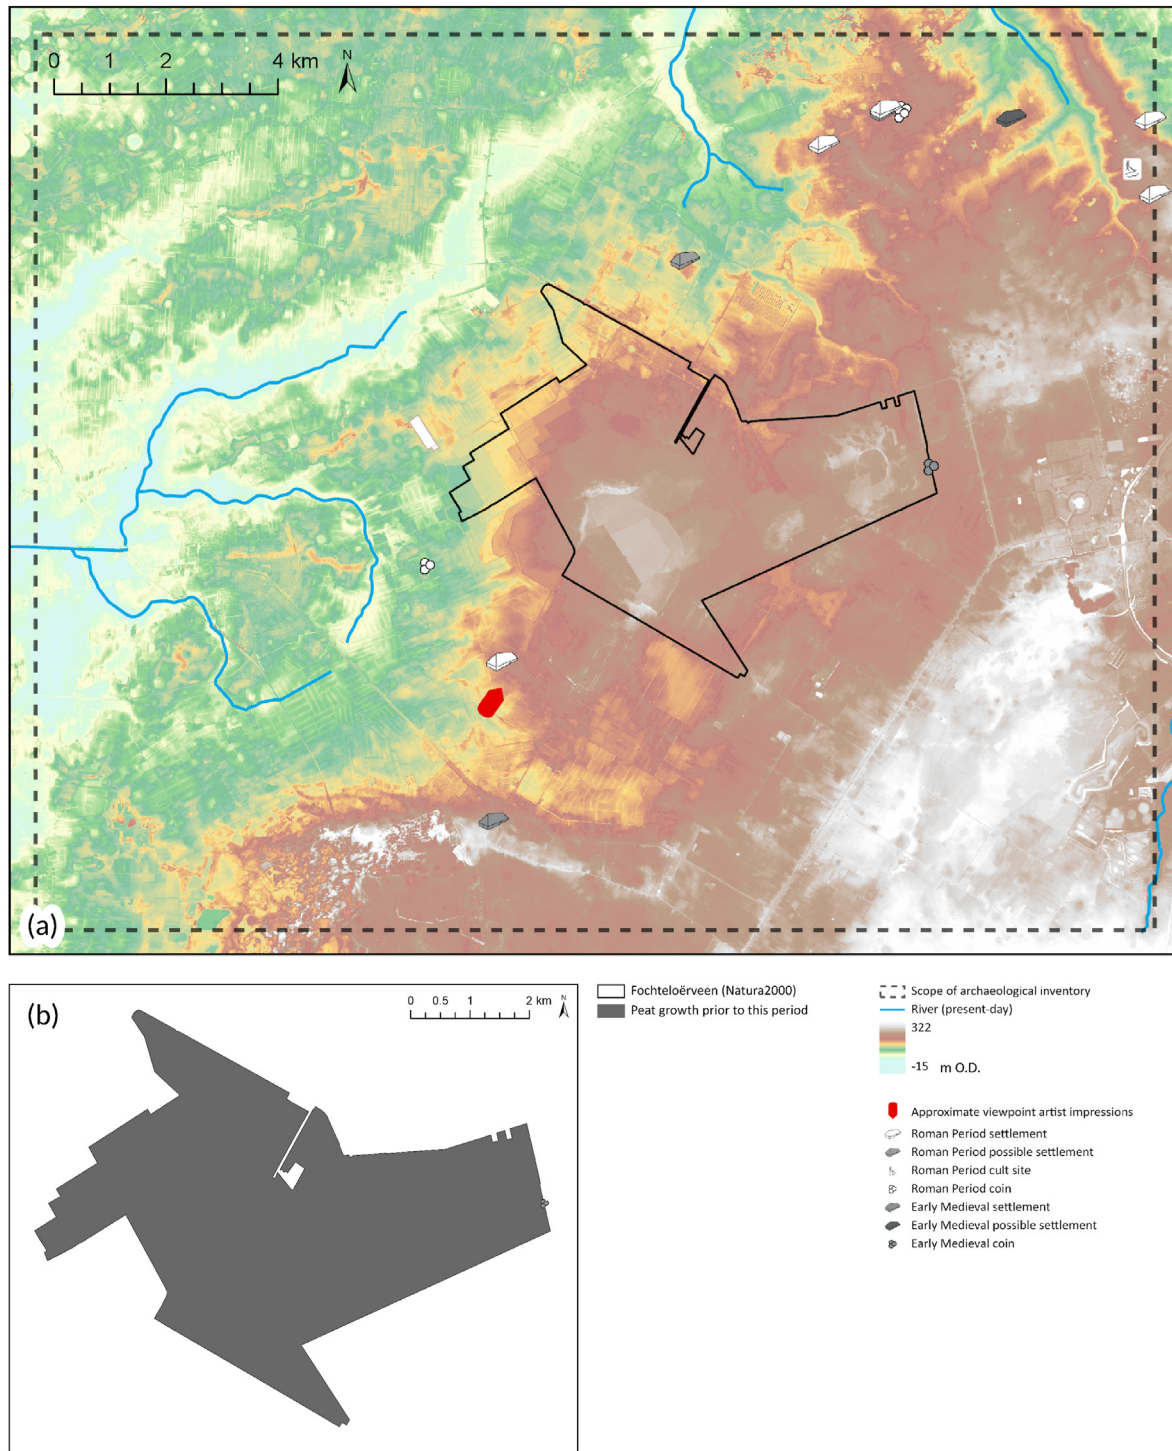 0 1 2 4 km
N
(a)
(b)
0 0.5 1 2 km
N
Fochteloërveen (Natura2000)
Peat growth prior to this period
Scope of archaeological inventory
River (present-day)
322
-15 m O.D.
Approximate viewpoint artist impressions
Roman Period settlement
Roman Period possible settlement
Roman Period cult site
Roman Period coin
Early Medieval settlement
Early Medieval possible settlement
Early Medieval coin